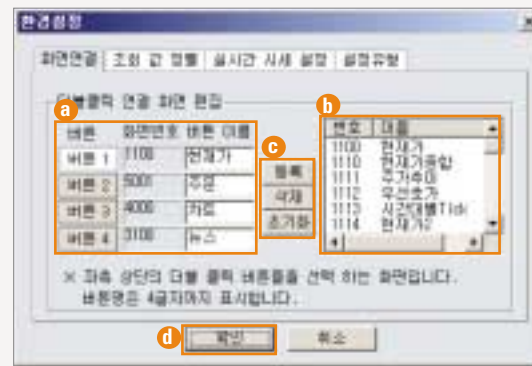 환경설정
화면연결 조회 값 정렬 실시간 시세 설정 설정유형
더블클릭 연결 화면 편집
a
b
버튼 화면번호 버튼 이름
버튼 1 1100 현재가
버튼 2 5001 주문
버튼 3 4000 차트
버튼 4 3100 뉴스
c
등록
삭제
초기화
번호 이름
1100 현재가
1110 현재가종합
1111 주가추이
1112 우선호가
1113 시간대별Tick
1114 현재가2
※ 좌측 상단의 더블 클릭 버튼들을 선택 하는 화면입니다.
버튼명은 4글자까지 표시됩니다.
d
확인 취소